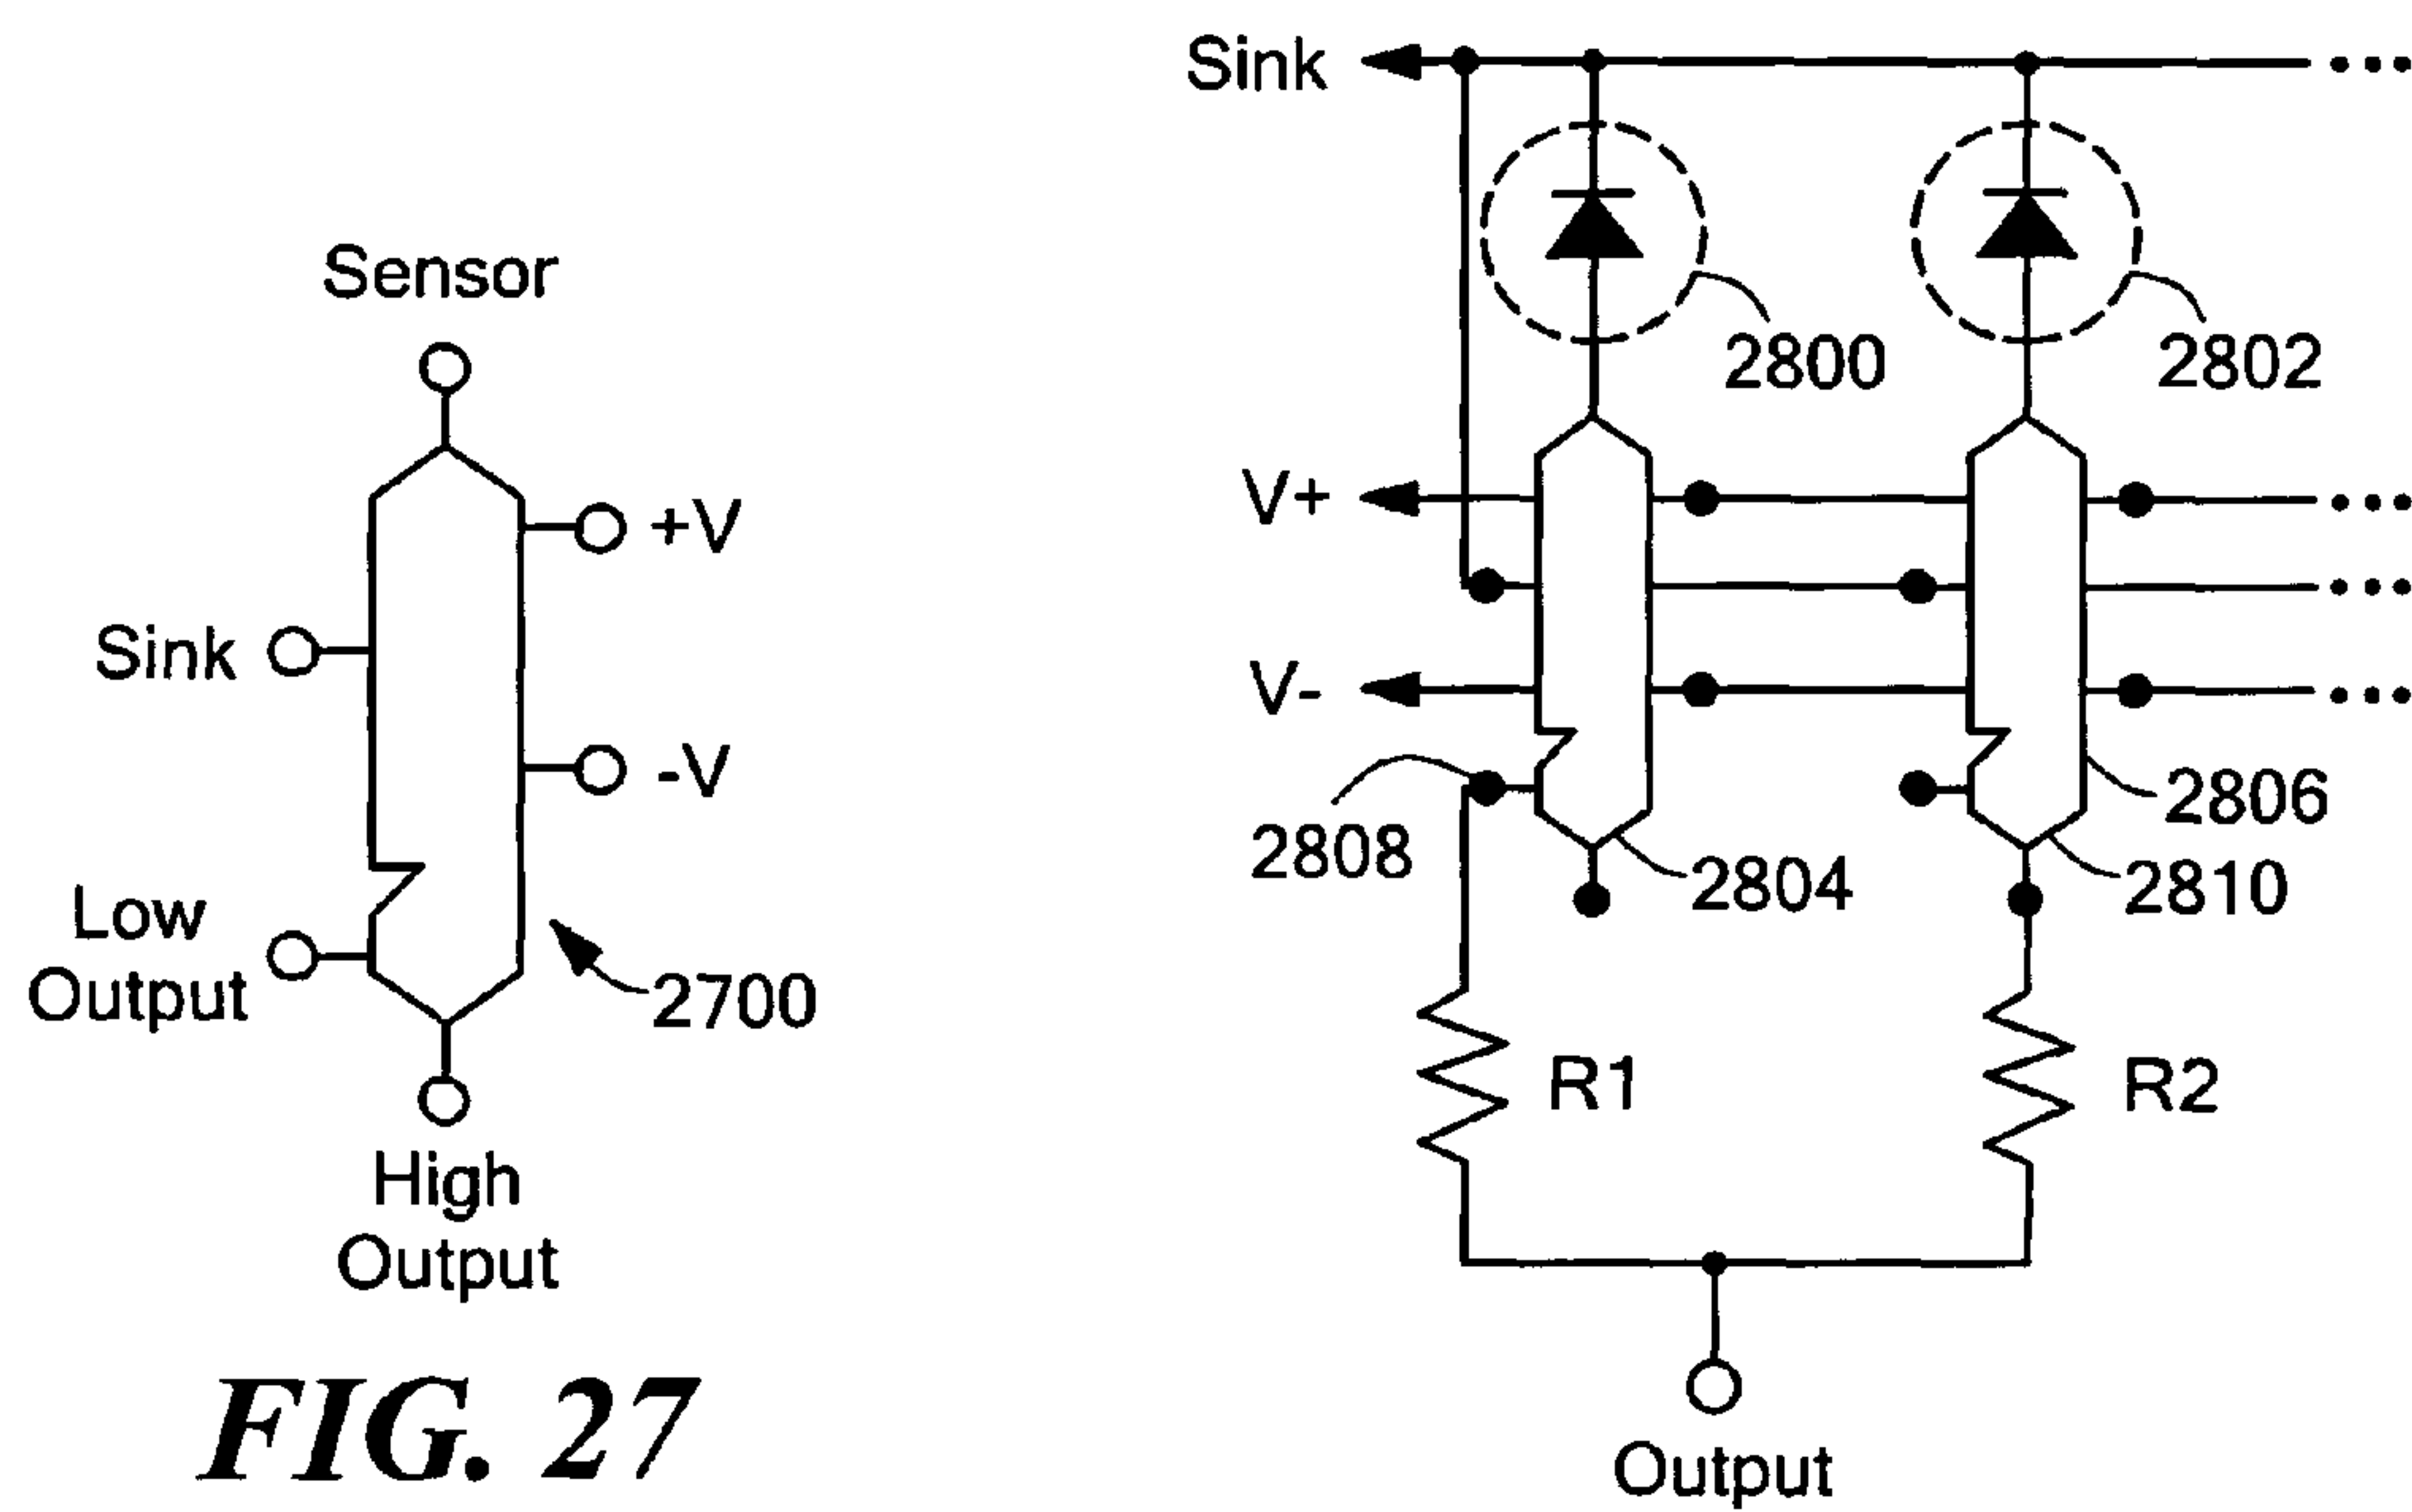 Sensor
+V
Sink
-V
Low
Output
2700
High
Output
FIG. 27
Sink
2800
2802
V+
V-
2808
2804
2806
2810
R1
R2
Output